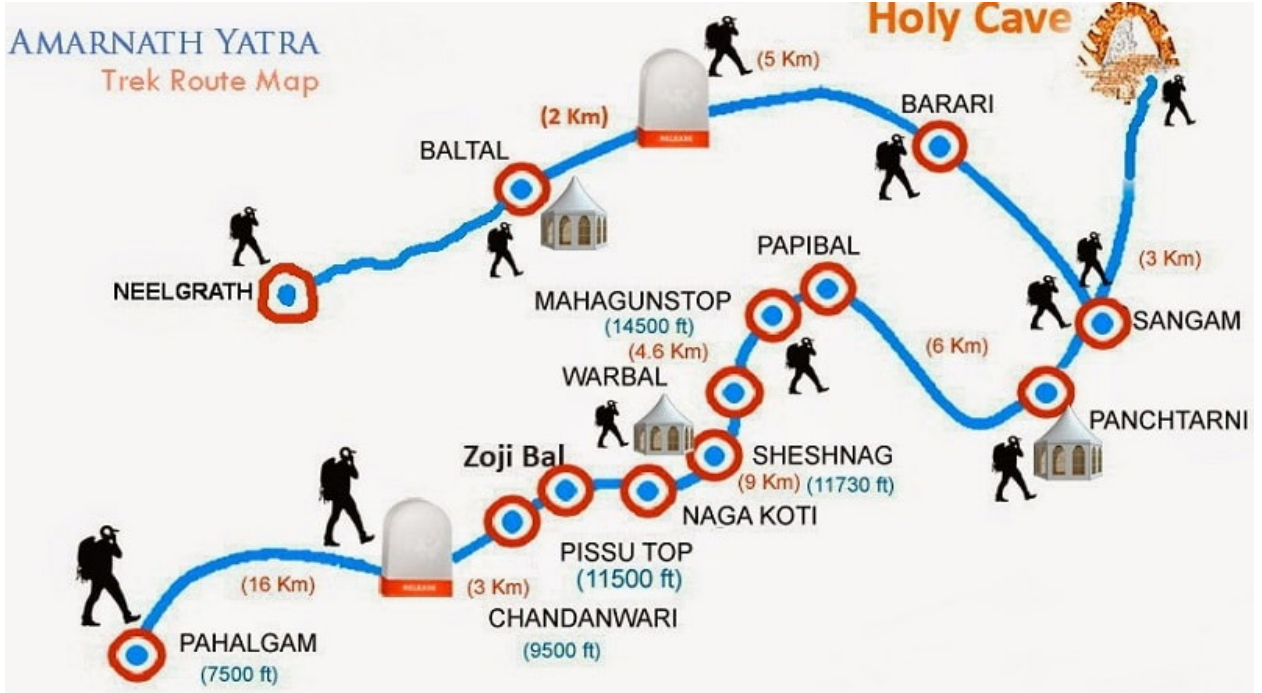 AMARNATH YATRA
Trek Route Map
Holy Cave
(5 Km)
BARARI
(2 Km)
BALTAL
NEELGRATH
PAPIBAL
(3 Km)
MAHAGUNSTOP
(14500 ft)
SANGAM
(4.6 Km)
(6 Km)
WARBAL
PANCHTARNI
Zoji Bal
SHESHNAG
(9 Km) (11730 ft)
NAGA KOTI
PISSU TOP
(11500 ft)
(16 Km)
(3 Km)
CHANDANWARI
(9500 ft)
PAHALGAM
(7500 ft)